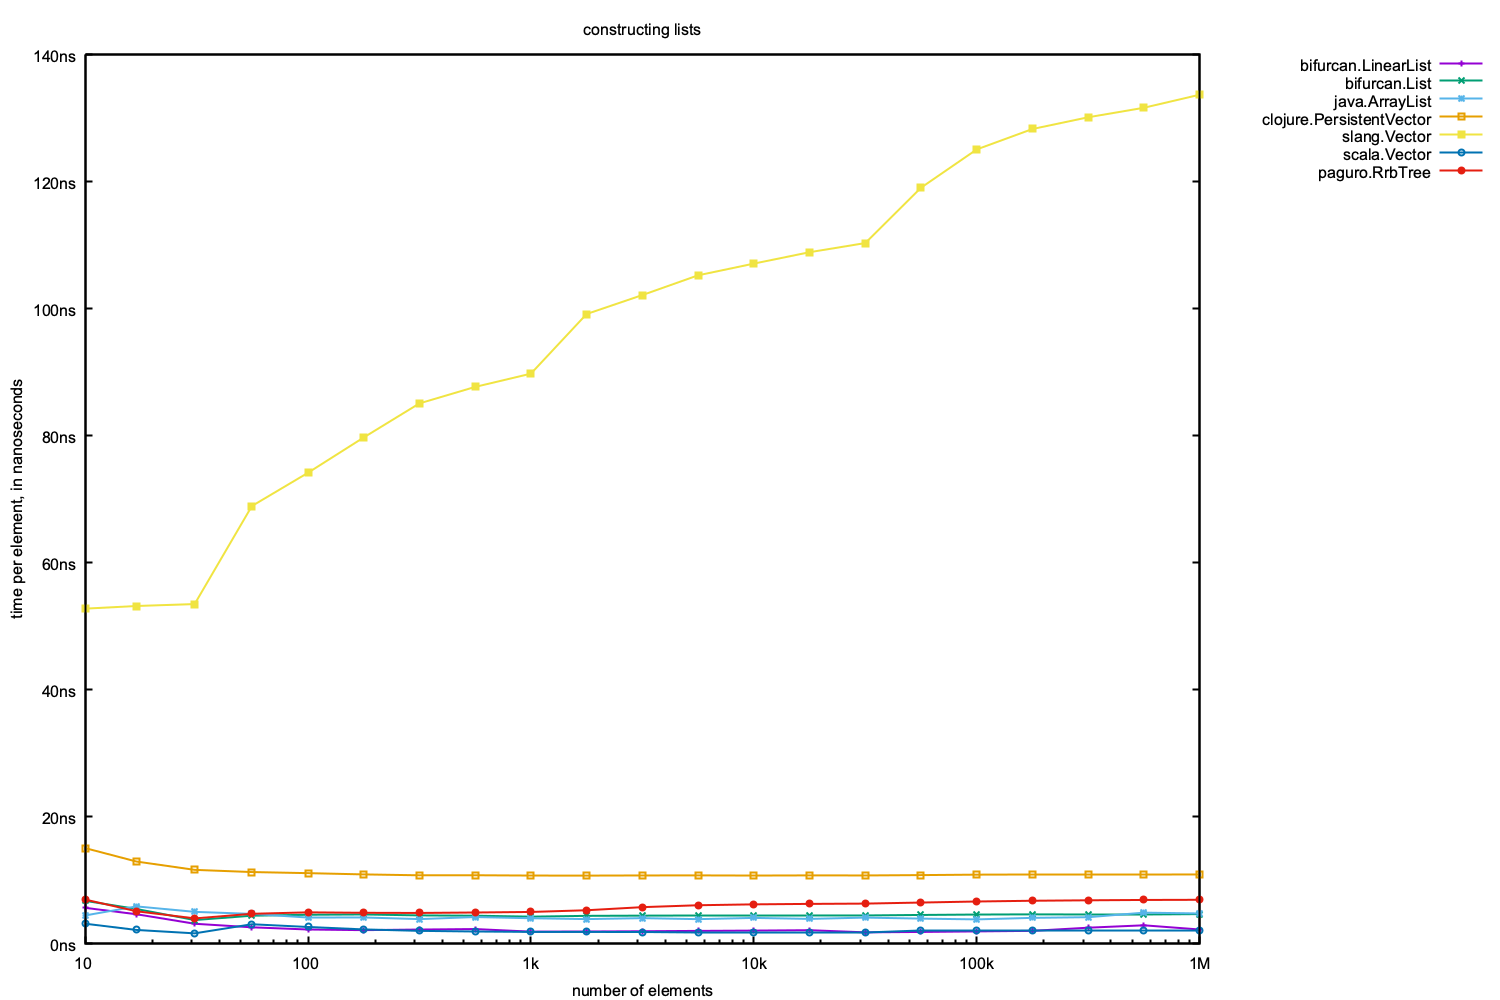 constructing lists
140ns
120ns
100ns
80ns
60ns
40ns
20ns
0ns
time per element, in nanoseconds
10
100
1k
10k
100k
1M
number of elements
bifurcan.LinearList
bifurcan.List
java.ArrayList
clojure.PersistentVector
slang.Vector
scala.Vector
paguro.RrbTree